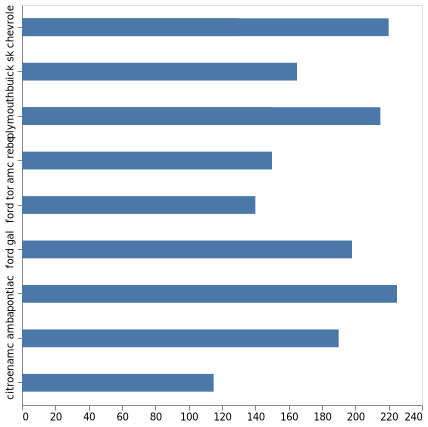 chevrole
buick sk
plymouth
amc rebe
ford tor
ford gal
pontiac
amc amba
citroen
0 20 40 60 80 100 120 140 160 180 200 220 240